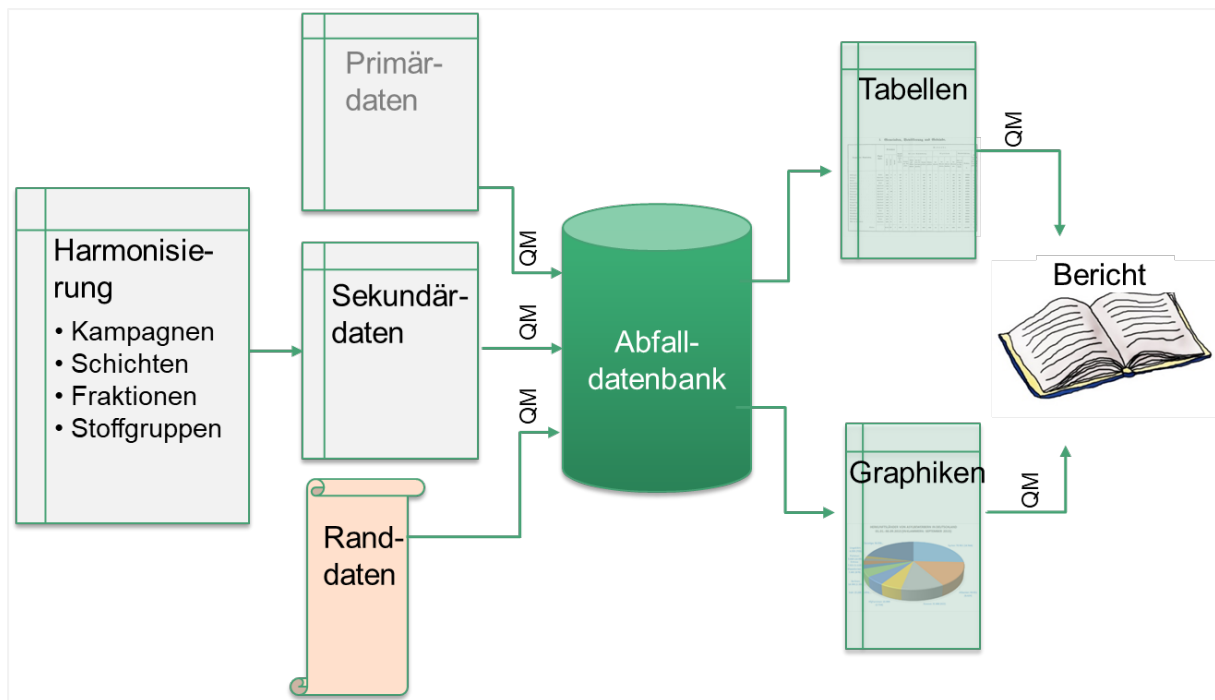 Primär-
daten
Harmonisie-
rung
• Kampagnen
• Schichten
• Fraktionen
• Stoffgruppen
Sekundär-
daten
Rand-
daten
QM
QM
QM
Abfall-
datenbank
Tabellen
QM
Bericht
Graphiken
QM